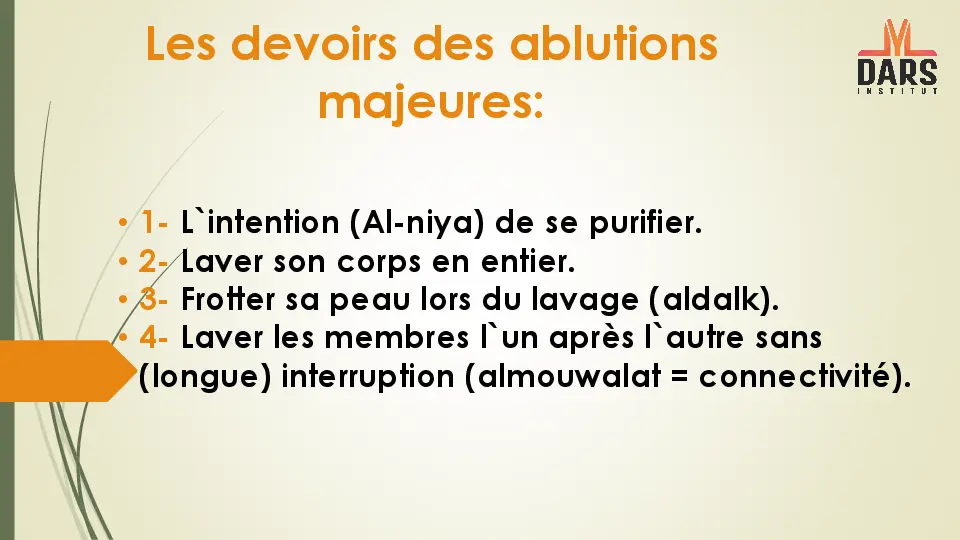 Les devoirs des ablutions
majeures:
M
DARS
INSTITUT
• 1- L`intention (Al-niya) de se purifier.
• 2- Laver son corps en entier.
• 3- Frotter sa peau lors du lavage (aldalk).
• 4- Laver les membres l`un après l`autre sans
(longue) interruption (almouwalat = connectivité).